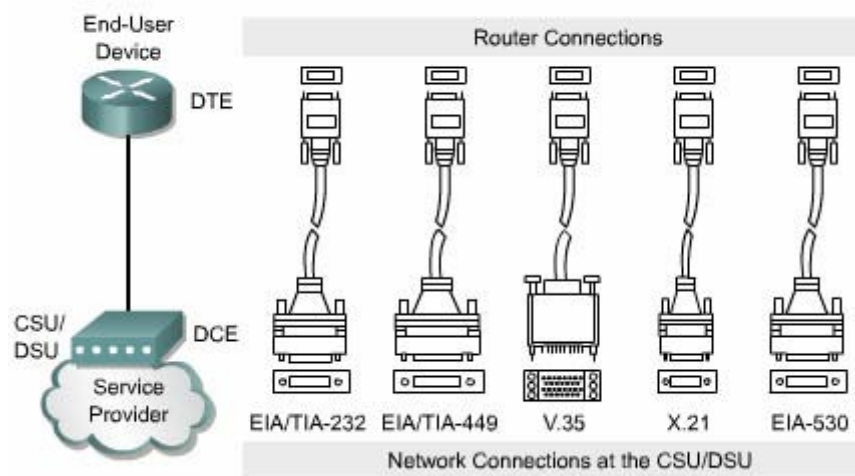 End-User
Device
DTE
CSU/
DSU
DCE
Service
Provider
Router Connections
EIA/TIA-232 EIA/TIA-449 V.35 X.21 EIA-530
Network Connections at the CSU/DSU